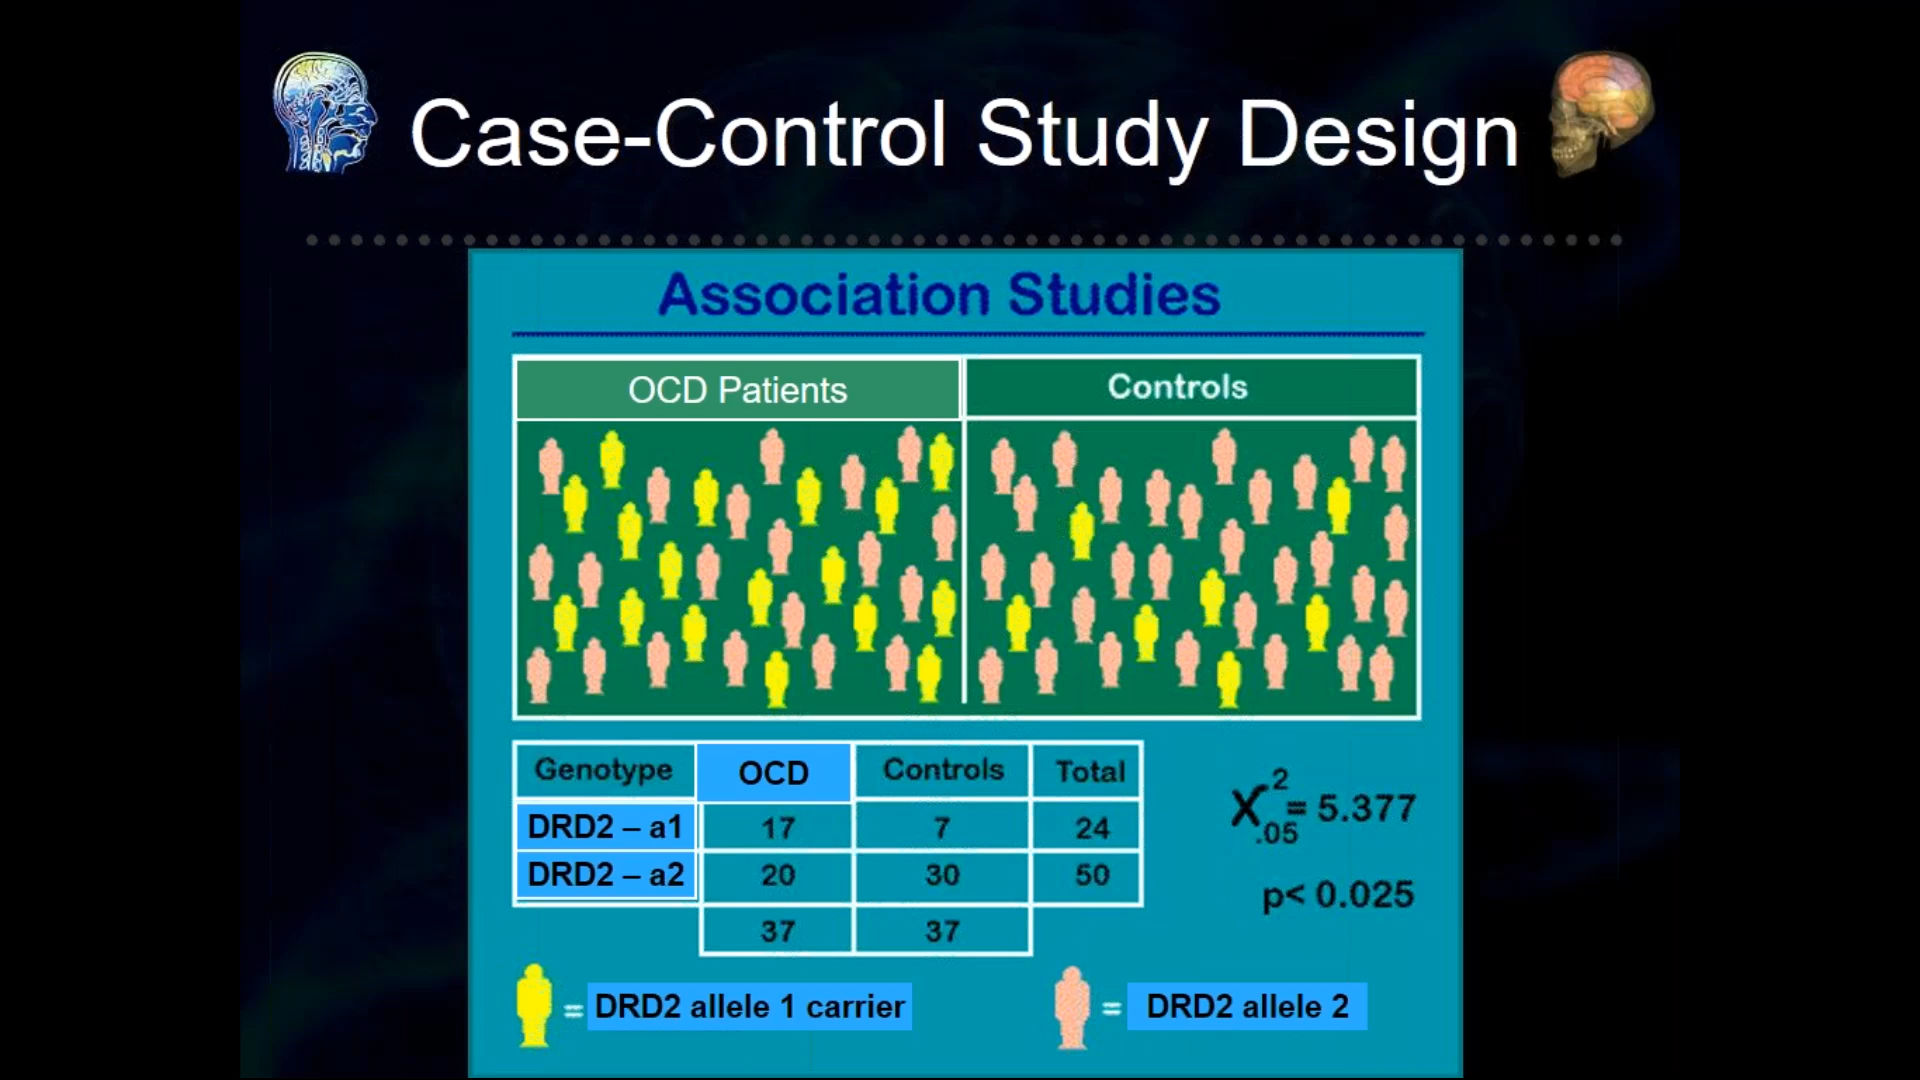 Case-Control Study Design
Association Studies
OCD Patients Controls
Genotype OCD Controls Total
DRD2 – a1 17 7 24
DRD2 – a2 20 30 50
37 37
X².05 = 5.377
p< 0.025
= DRD2 allele 1 carrier = DRD2 allele 2